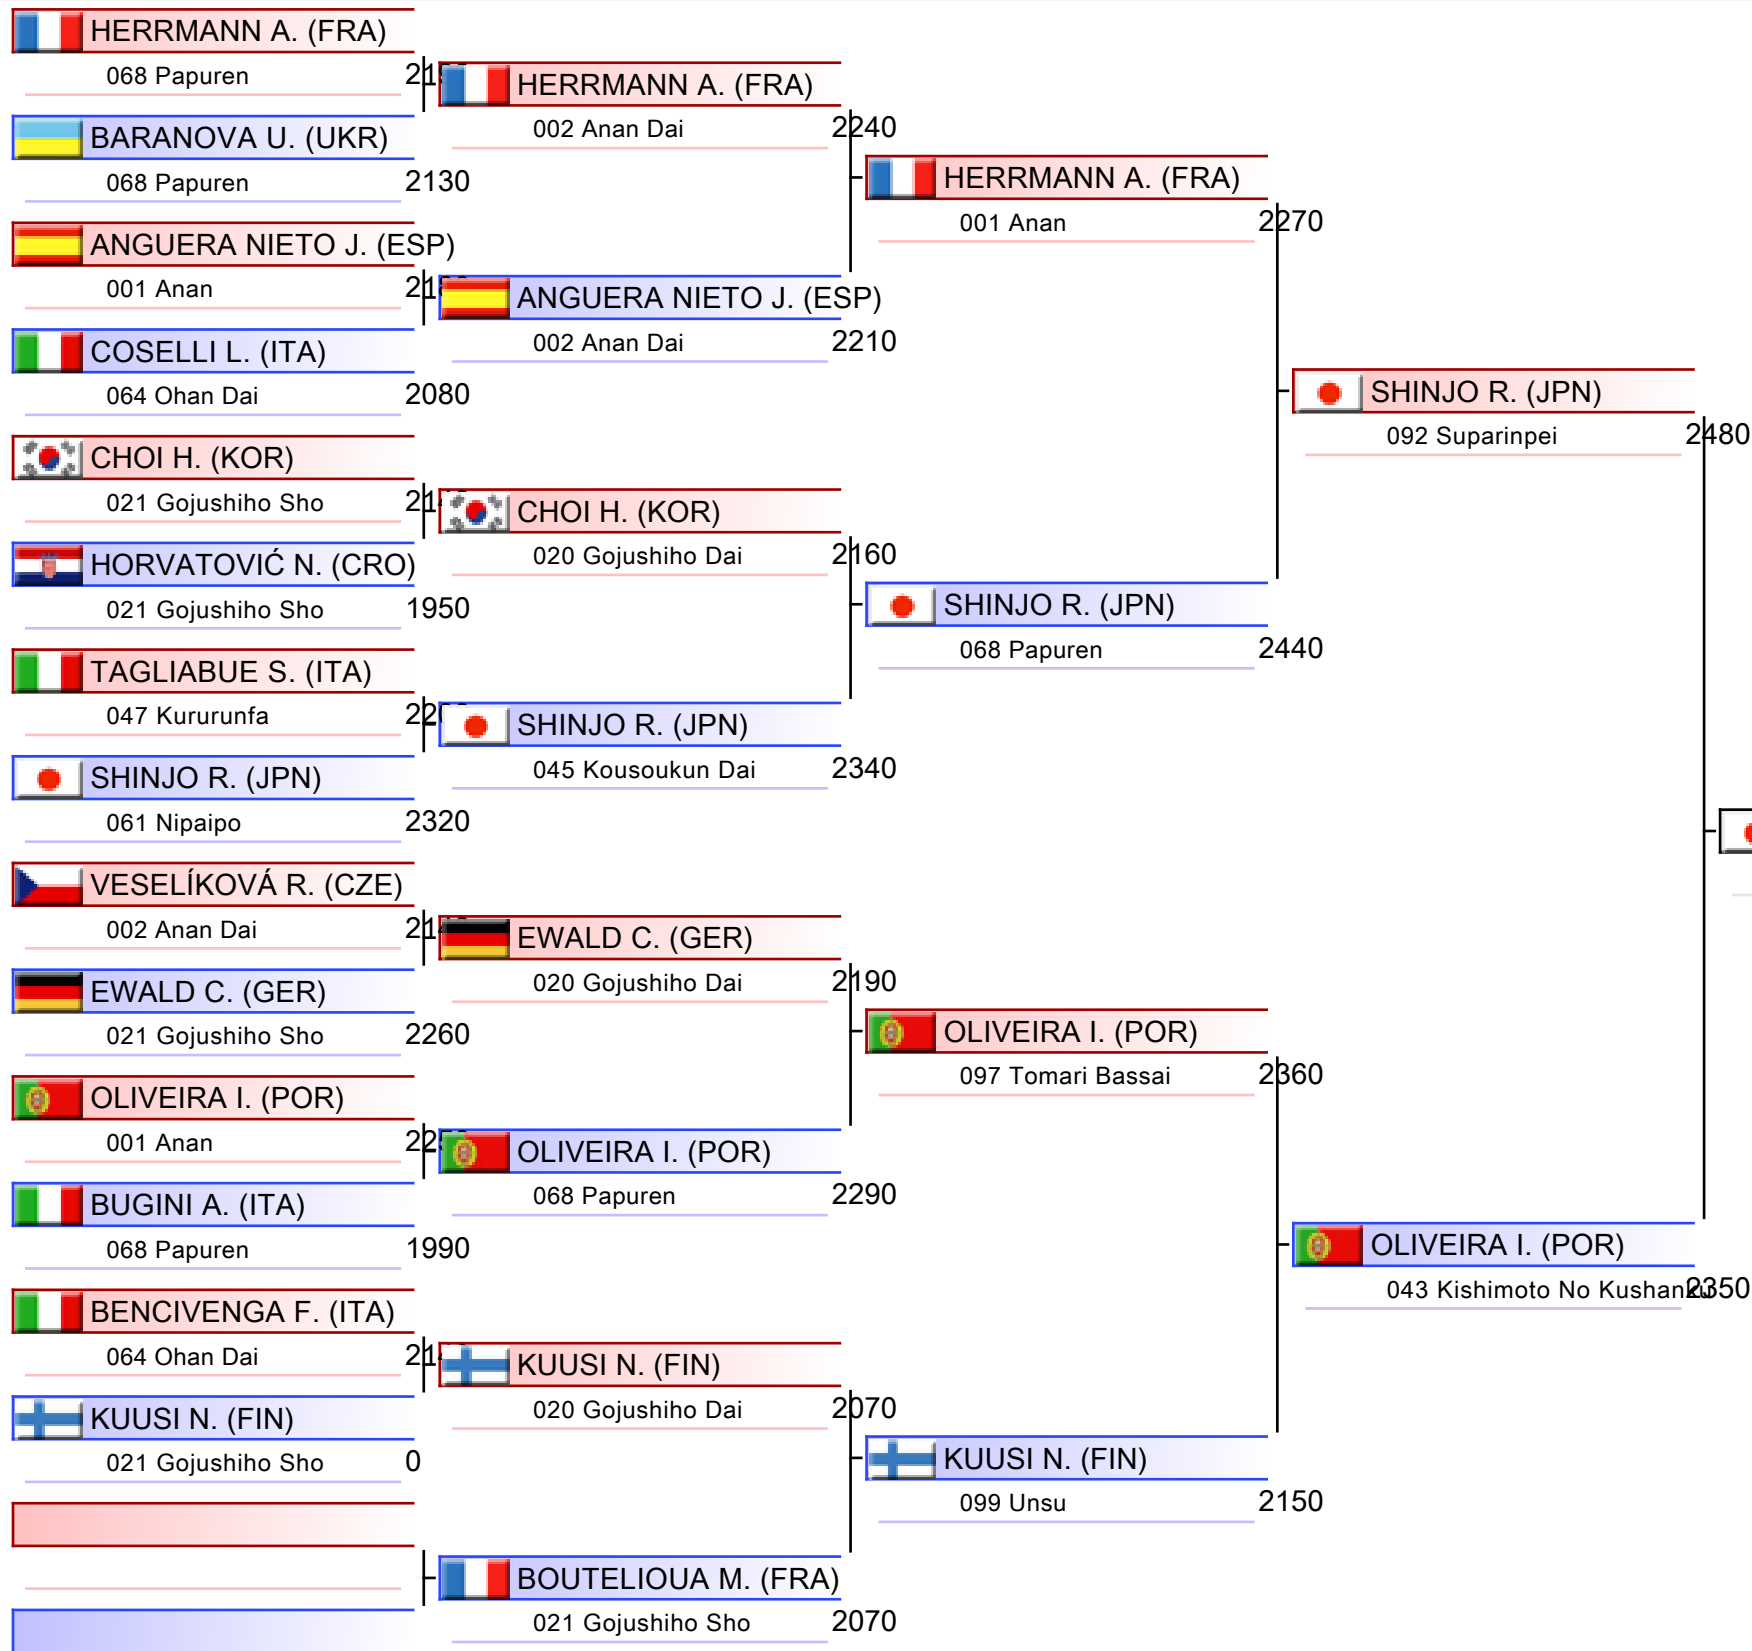 HERRMANN A. (FRA)
068 Papuren
BARANOVA U. (UKR)
068 Papuren 2130
ANGUERA NIETO J. (ESP)
001 Anan
COSELLI L. (ITA)
064 Ohan Dai 2080
CHOI H. (KOR)
021 Gojushiho Sho
HORVATOVIĆ N. (CRO)
021 Gojushiho Sho 1950
TAGLIABUE S. (ITA)
047 Kururunfa
SHINJO R. (JPN)
061 Nipaipo 2320
VESELÍKOVÁ R. (CZE)
002 Anan Dai
EWALD C. (GER)
021 Gojushiho Sho 2260
OLIVEIRA I. (POR)
001 Anan
BUGINI A. (ITA)
068 Papuren 1990
BENCIVENGA F. (ITA)
064 Ohan Dai
KUUSI N. (FIN)
021 Gojushiho Sho 0
HERRMANN A. (FRA)
002 Anan Dai 2240
ANGUERA NIETO J. (ESP)
002 Anan Dai 2210
CHOI H. (KOR)
020 Gojushiho Dai 2160
SHINJO R. (JPN)
045 Kousoukun Dai 2340
EWALD C. (GER)
020 Gojushiho Dai 2190
OLIVEIRA I. (POR)
068 Papuren 2290
KUUSI N. (FIN)
020 Gojushiho Dai 2070
BOUTELIOUA M. (FRA)
021 Gojushiho Sho 2070
HERRMANN A. (FRA)
001 Anan 2270
SHINJO R. (JPN)
068 Papuren 2440
OLIVEIRA I. (POR)
097 Tomari Bassai 2360
KUUSI N. (FIN)
099 Unsu 2150
SHINJO R. (JPN)
092 Suparinpei 2480
OLIVEIRA I. (POR)
043 Kishimoto No Kushanku 2350